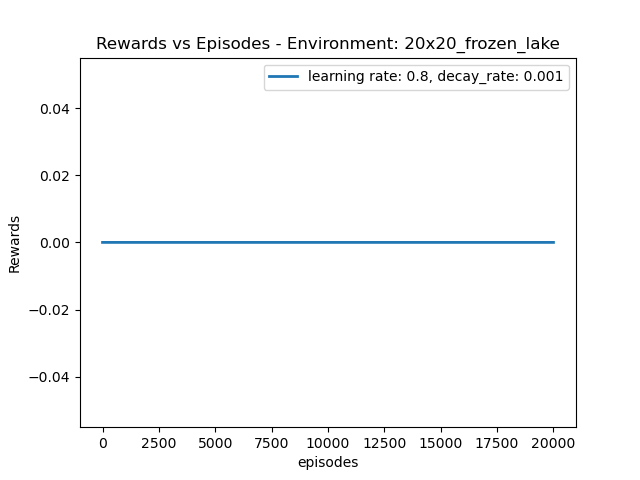 Rewards vs Episodes - Environment: 20x20_frozen_lake
learning rate: 0.8, decay_rate: 0.001
0.04
0.02
0.00
−0.02
−0.04
Rewards
0 2500 5000 7500 10000 12500 15000 17500 20000
episodes